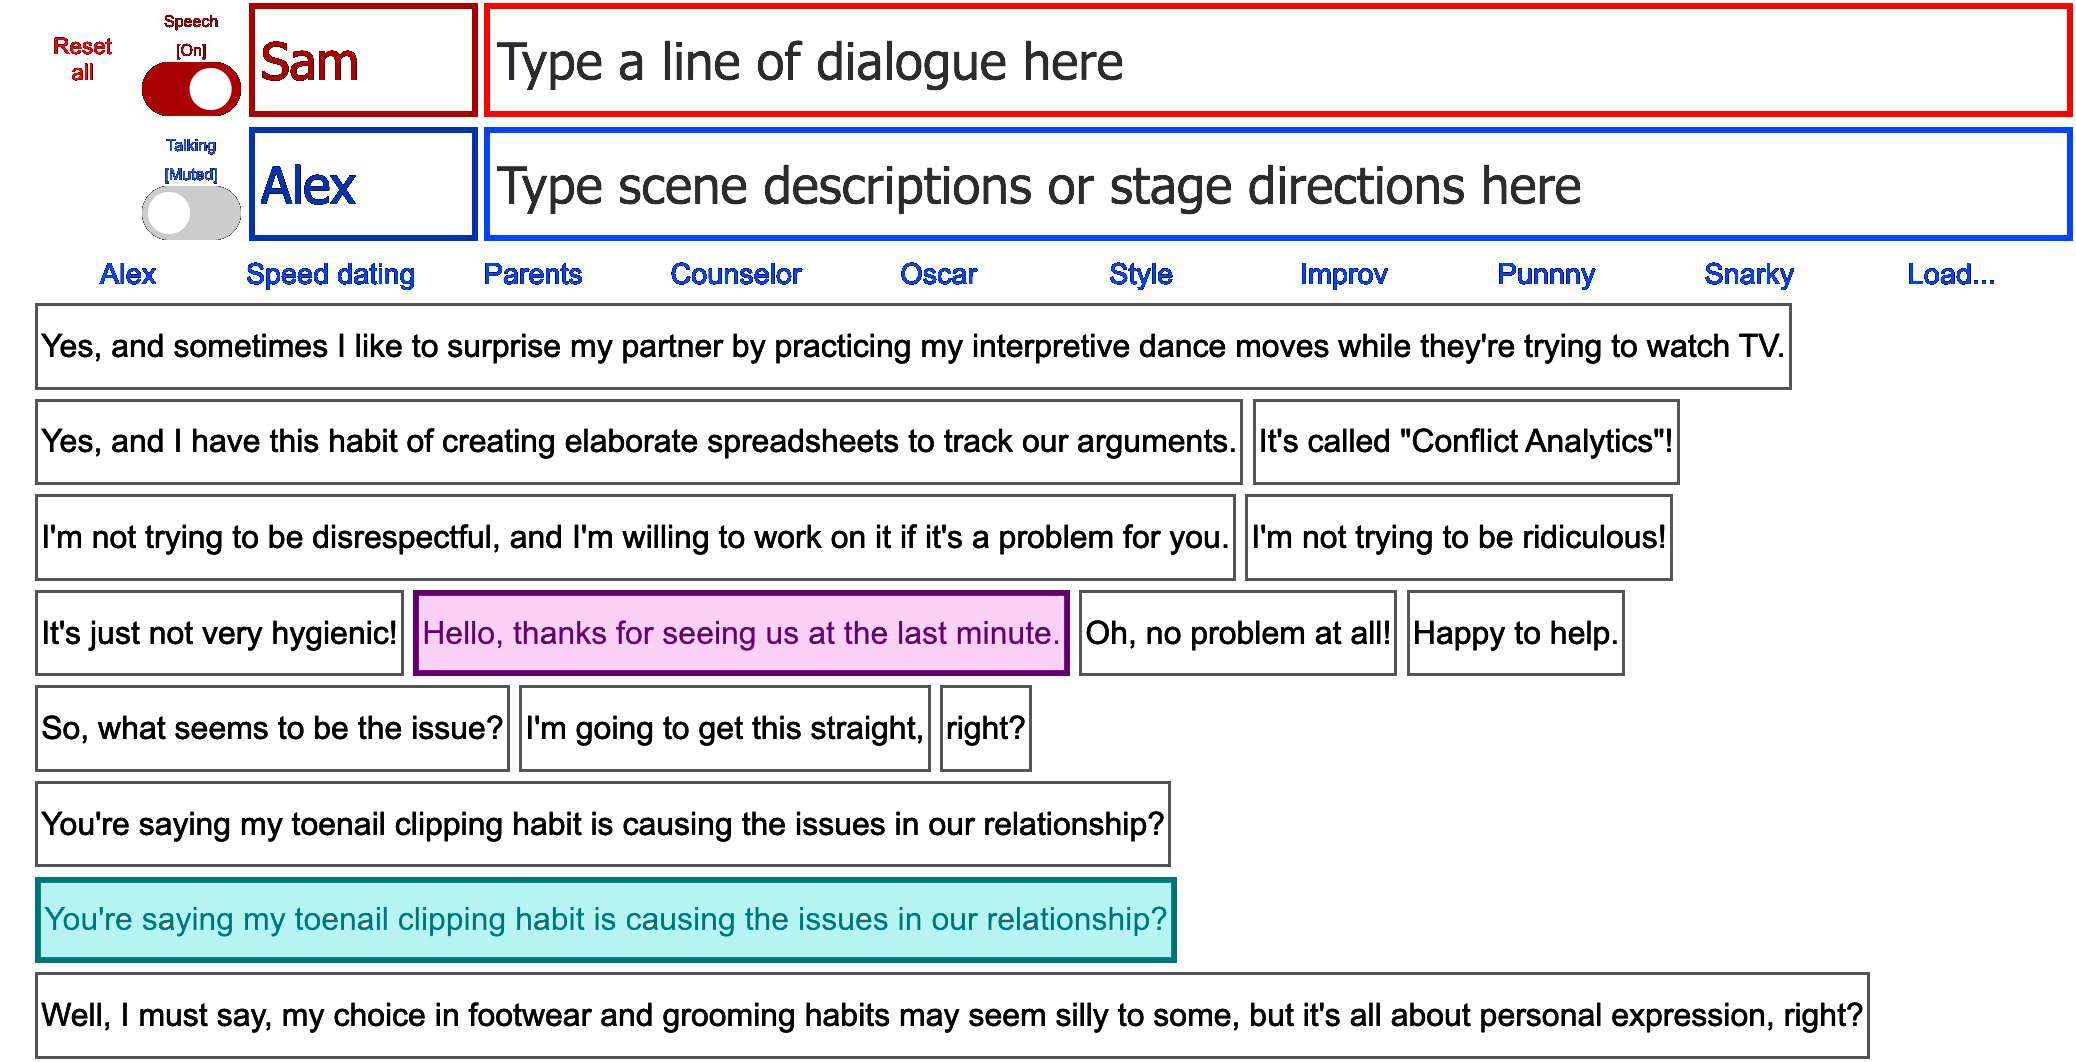 Reset all
Speech
[On]
Sam
Type a line of dialogue here
Talking
[Muted]
Alex
Type scene descriptions or stage directions here
Alex Speed dating Parents Counselor Oscar Style Improv Punnny Snarky Load...
Yes, and sometimes I like to surprise my partner by practicing my interpretive dance moves while they're trying to watch TV.
Yes, and I have this habit of creating elaborate spreadsheets to track our arguments. It's called "Conflict Analytics"!
I'm not trying to be disrespectful, and I'm willing to work on it if it's a problem for you. I'm not trying to be ridiculous!
It's just not very hygienic! Hello, thanks for seeing us at the last minute. Oh, no problem at all! Happy to help.
So, what seems to be the issue? I'm going to get this straight, right?
You're saying my toenail clipping habit is causing the issues in our relationship?
You're saying my toenail clipping habit is causing the issues in our relationship?
Well, I must say, my choice in footwear and grooming habits may seem silly to some, but it's all about personal expression, right?